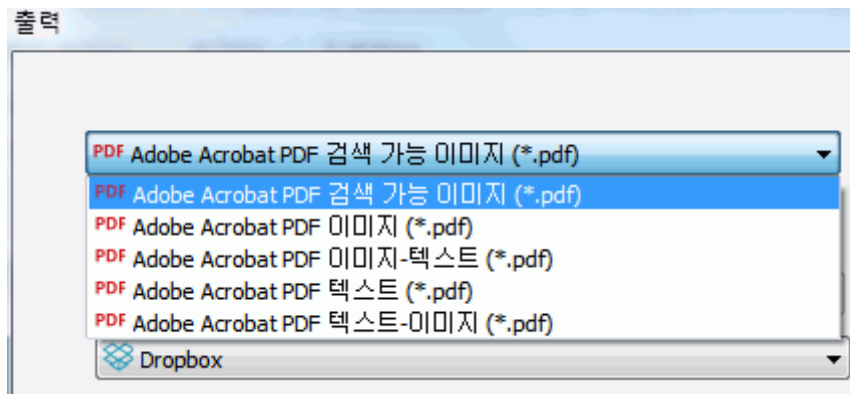 출력
PDF Adobe Acrobat PDF 검색 가능 이미지 (*.pdf)
PDF Adobe Acrobat PDF 검색 가능 이미지 (*.pdf)
PDF Adobe Acrobat PDF 이미지 (*.pdf)
PDF Adobe Acrobat PDF 이미지-텍스트 (*.pdf)
PDF Adobe Acrobat PDF 텍스트 (*.pdf)
PDF Adobe Acrobat PDF 텍스트-이미지 (*.pdf)
Dropbox